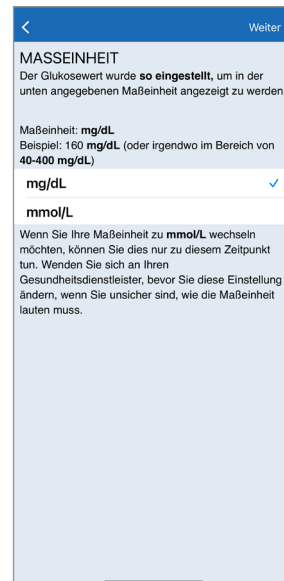 Weiter
MASSEINHEIT
Der Glukosewert wurde so eingestellt, um in der
unten angegebenen Maßeinheit angezeigt zu werden
Maßeinheit: mg/dL
Beispiel: 160 mg/dL (oder irgendwo im Bereich von
40-400 mg/dL)
mg/dL
mmol/L
Wenn Sie Ihre Maßeinheit zu mmol/L wechseln
möchten, können Sie dies nur zu diesem Zeitpunkt
tun. Wenden Sie sich an Ihren
Gesundheitsdienstleister, bevor Sie diese Einstellung
ändern, wenn Sie unsicher sind, wie die Maßeinheit
lauten muss.